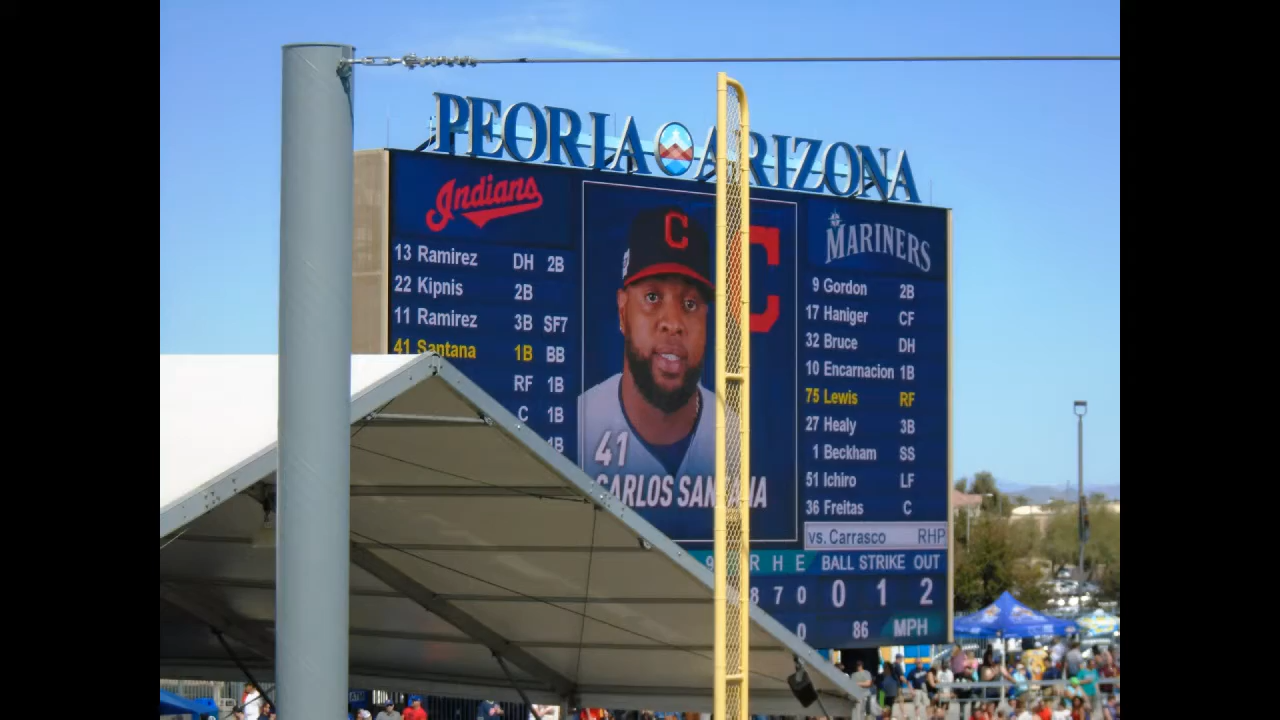 PEORIA ARIZONA
Indians
13 Ramirez DH 2B
22 Kipnis 2B
11 Ramirez 3B SF7
41 Santana 1B BB
RF 1B
C 1B
1B
C
C
41
CARLOS SANTANA
MARINERS
9 Gordon 2B
17 Haniger CF
32 Bruce DH
10 Encarnacion 1B
75 Lewis RF
27 Healy 3B
1 Beckham SS
51 Ichiro LF
36 Freitas C
vs. Carrasco RHP
9 R H E BALL STRIKE OUT
8 7 0 0 1 2
0 86 MPH